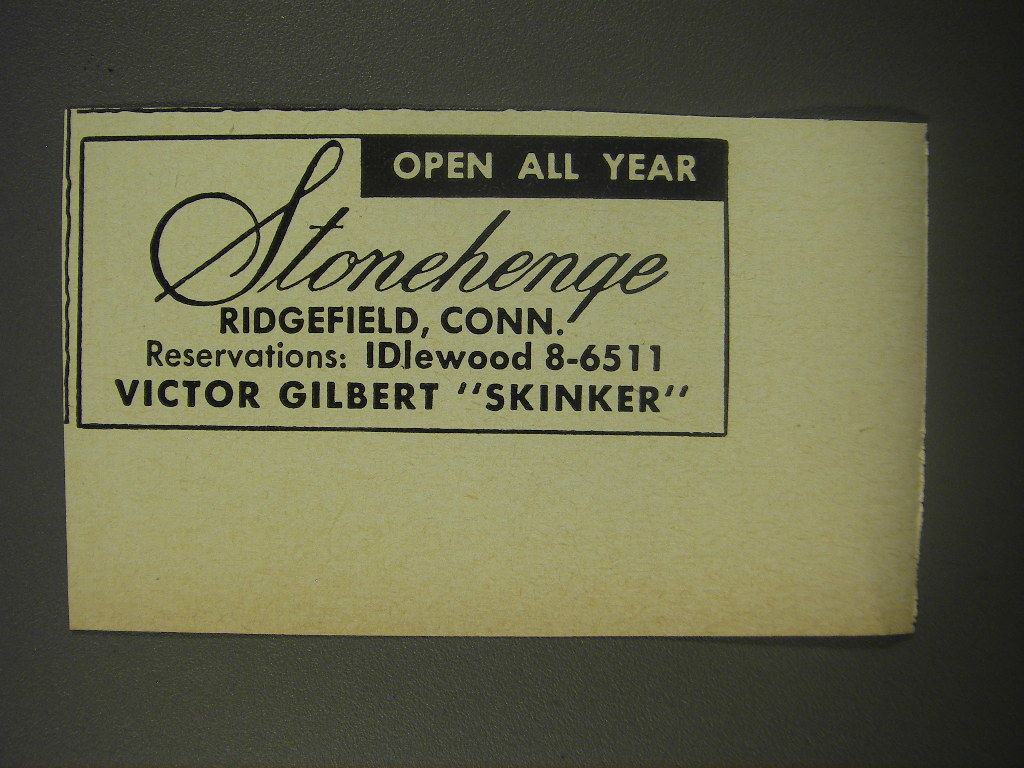 OPEN ALL YEAR
Stonehenge
RIDGEFIELD, CONN.
Reservations: IDlewood 8-6511
VICTOR GILBERT "SKINKER"